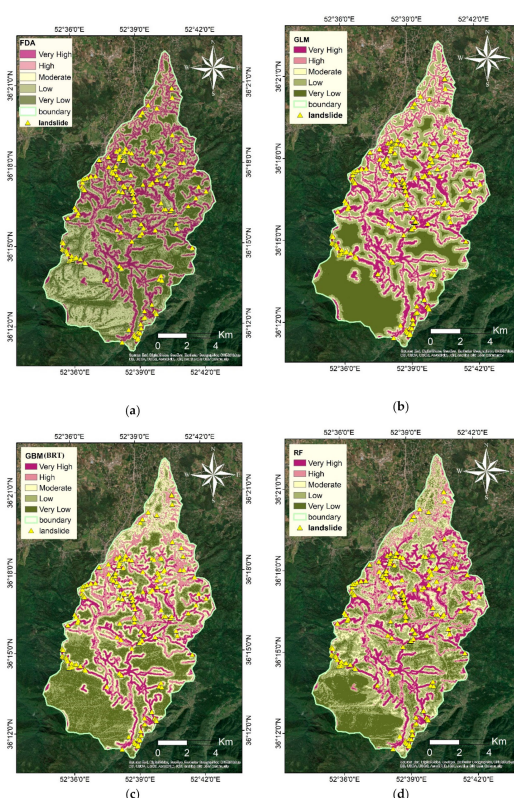 52°36'0"E 52°39'0"E 52°42'0"E
FDA
Very High
High
Moderate
Low
Very Low
boundary
landslide
36°21'0"N
36°18'0"N
36°15'0"N
36°12'0"N
Km
0 2 4
52°36'0"E 52°39'0"E 52°42'0"E
(a)
52°36'0"E 52°39'0"E 52°42'0"E
GLM
Very High
High
Moderate
Low
Very Low
boundary
landslide
36°21'0"N
36°18'0"N
36°15'0"N
36°12'0"N
Km
0 2 4
52°36'0"E 52°39'0"E 52°42'0"E
(b)
52°36'0"E 52°39'0"E 52°42'0"E
GBM(BRT)
Very High
High
Moderate
Low
Very Low
boundary
landslide
36°21'0"N
36°18'0"N
36°15'0"N
36°12'0"N
Km
0 2 4
52°36'0"E 52°39'0"E 52°42'0"E
(c)
52°36'0"E 52°39'0"E 52°42'0"E
RF
Very High
High
Moderate
Low
Very Low
boundary
landslide
36°21'0"N
36°18'0"N
36°15'0"N
36°12'0"N
Km
0 2 4
52°36'0"E 52°39'0"E 52°42'0"E
(d)